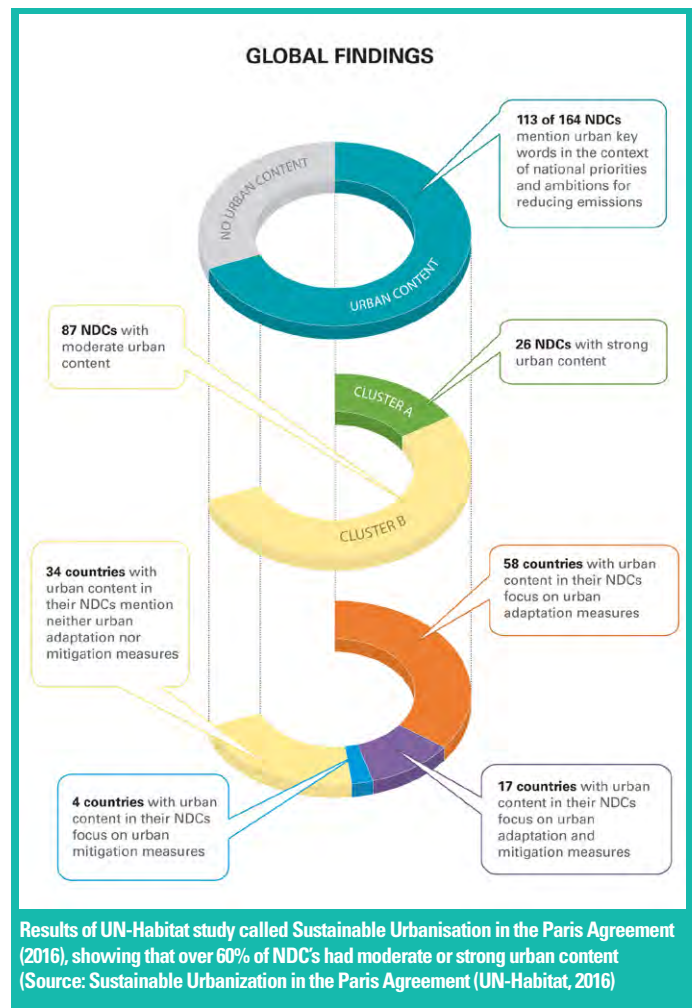 GLOBAL FINDINGS
113 of 164 NDCs
mention urban key
words in the context
of national priorities
and ambitions for
reducing emissions
NO URBAN CONTENT
URBAN CONTENT
87 NDCs with
moderate urban
content
26 NDCs with strong
urban content
CLUSTER A
CLUSTER B
34 countries with
urban content in
their NDCs mention
neither urban
adaptation nor
mitigation measures
58 countries with urban
content in their NDCs
focus on urban
adaptation measures
4 countries with urban
content in their NDCs
focus on urban
mitigation measures
17 countries with urban
content in their NDCs
focus on urban
adaptation and
mitigation measures
Results of UN-Habitat study called Sustainable Urbanisation in the Paris Agreement
(2016), showing that over 60% of NDC's had moderate or strong urban content
(Source: Sustainable Urbanization in the Paris Agreement (UN-Habitat, 2016)